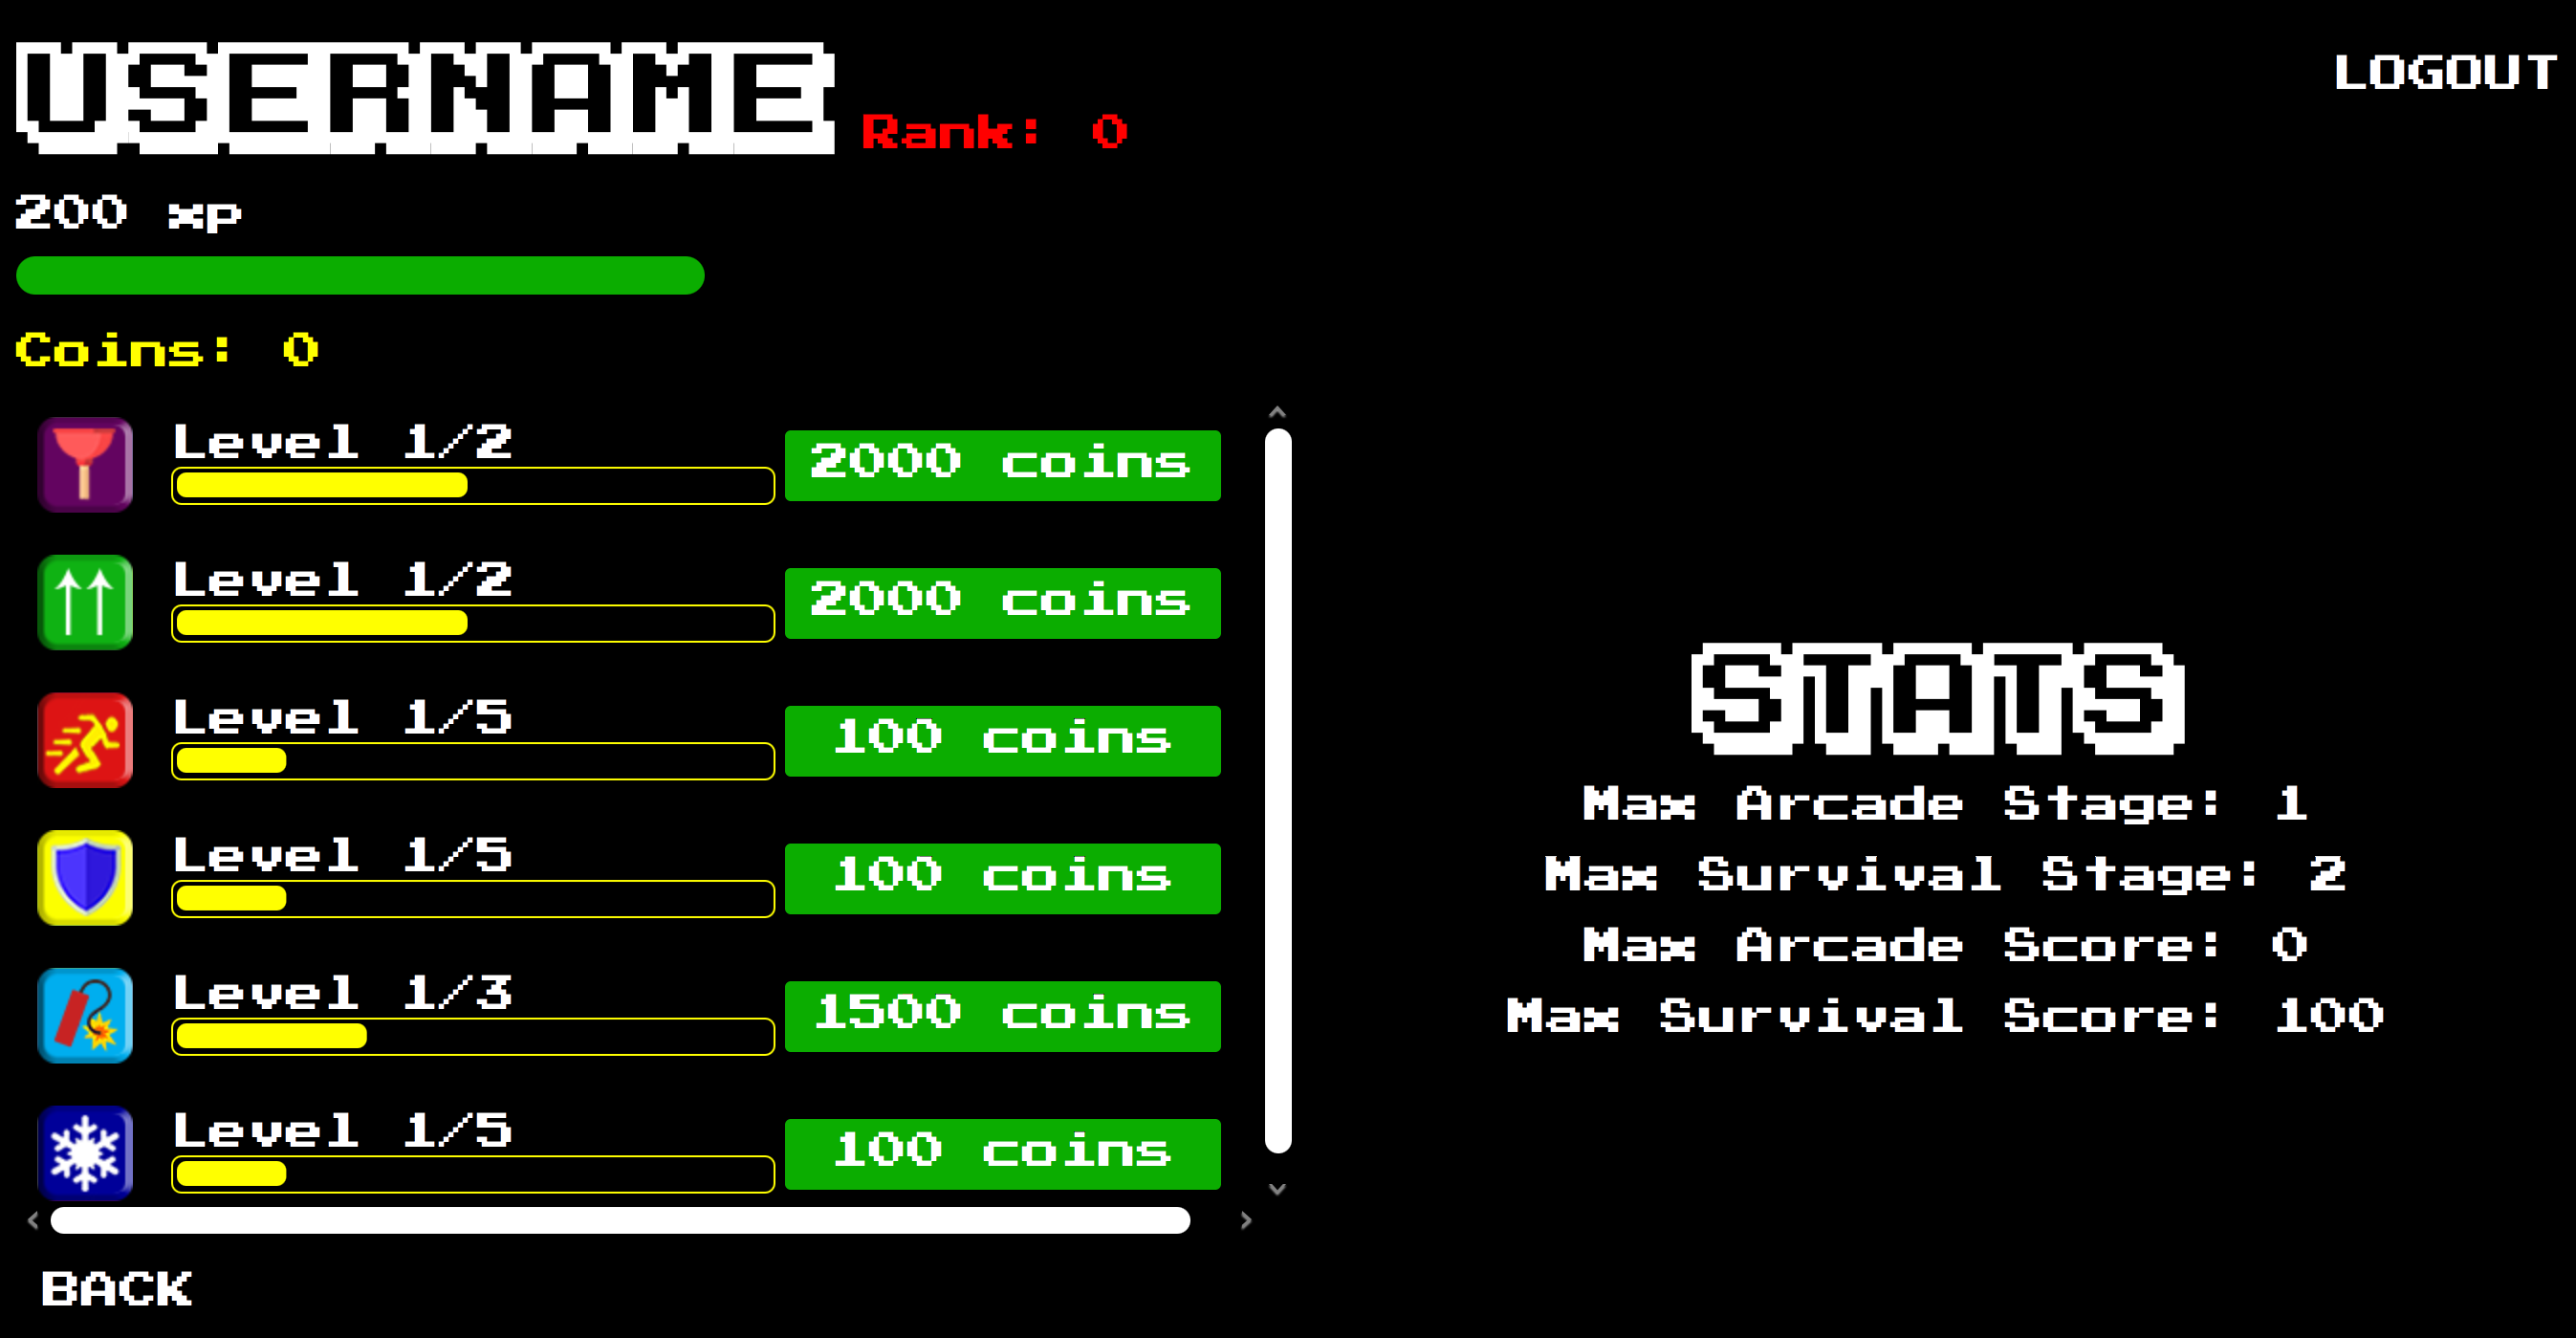 USERNAME Rank: 0
LOGOUT
200 xp
Coins: 0
Level 1/2
2000 coins
Level 1/2
2000 coins
Level 1/5
100 coins
Level 1/5
100 coins
Level 1/3
1500 coins
Level 1/5
100 coins
BACK
STATS
Max Arcade Stage: 1
Max Survival Stage: 2
Max Arcade Score: 0
Max Survival Score: 100